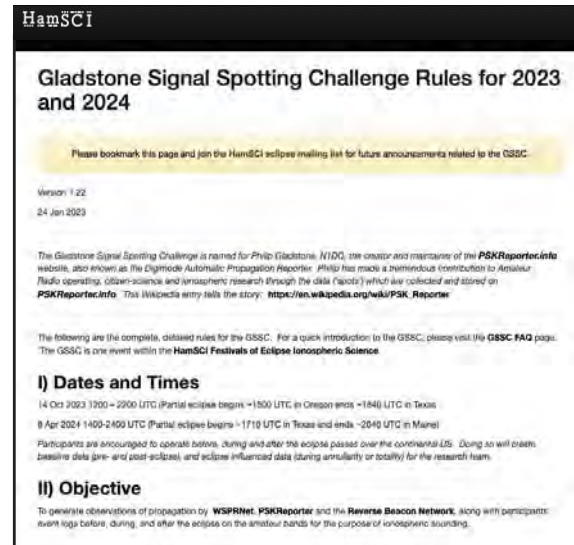 HamSCI
Gladstone Signal Spotting Challenge Rules for 2023
and 2024
Please bookmark this page and join the HamSCI eclipse mailing list for future announcements related to the GSSC.
Version 1.22
24 Jan 2023
The Gladstone Signal Spotting Challenge is named for Philip Gladstone, N1DQ, the creator and maintainer of the PSKReporter.info
website, also known as the Digimode Automatic Propagation Reporter. Philip has made a tremendous contribution to Amateur
Radio operating, citizen-science and ionospheric research through the data ("spots") which are collected and stored on
PSKReporter.info. This Wikipedia entry tells the story: https://en.wikipedia.org/wiki/PSK_Reporter
The following are the complete, detailed rules for the GSSC. For a quick introduction to the GSSC, please visit the GSSC FAQ page.
The GSSC is one event within the HamSCI Festivals of Eclipse Ionospheric Science.
I) Dates and Times
14 Oct 2023 1200 – 2200 UTC (Partial eclipse begins ~1500 UTC in Oregon ends ~1840 UTC in Texas
8 Apr 2024 1400-2400 UTC (Partial eclipse begins ~1710 UTC in Texas and ends ~2040 UTC in Maine)
Participants are encouraged to operate before, during and after the eclipse passes over the continental US. Doing so will create
baseline data (pre- and post-eclipse), and eclipse influenced data (during annularity or totality) for the research team.
II) Objective
To generate observations of propagation by WSPRNet, PSKReporter and the Reverse Beacon Network, along with participants'
event logs before, during, and after the eclipse on the amateur bands for the purpose of ionospheric sounding.